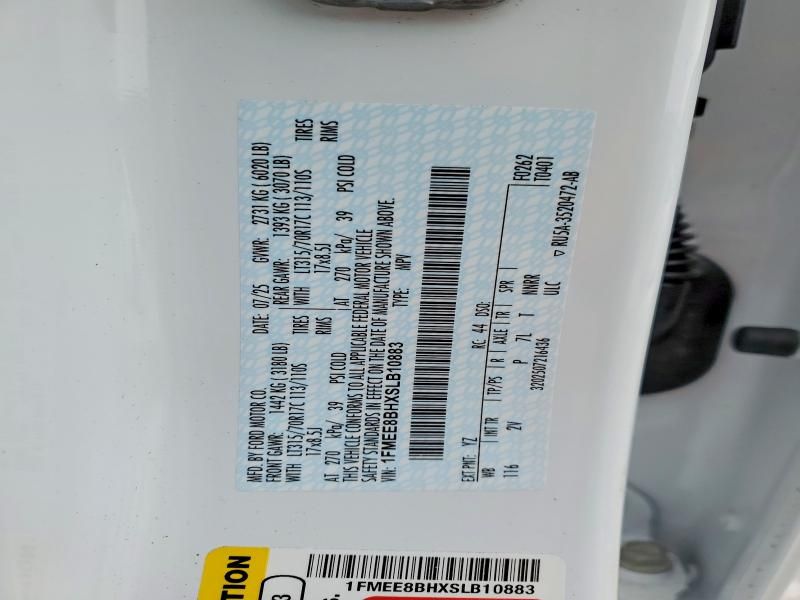 MFD. BY FORD MOTOR CO.
DATE: 07/25 GVWR: 2731 KG ( 6020 LB)
FRONT GAWR: 1442 KG ( 3180 LB) REAR GAWR: 1393 KG ( 3070 LB)
LT315/70R17C 113/110S TIRES WITH LT315/70R17C 113/110S TIRES
17x8.5J RIMS 17x8.5J RIMS
AT 270 kPa/ 39 PSI COLD AT 270 kPa/ 39 PSI COLD
THIS VEHICLE CONFORMS TO ALL APPLICABLE FEDERAL MOTOR VEHICLE
SAFETY STANDARDS IN EFFECT ON THE DATE OF MANUFACTURE SHOWN ABOVE.
VIN: 1FMEE8BHXSLB10883 TYPE: MPV
EXT PNT: YZ RC: 44 DSO: F0262
WB INT TR TP/PS R AXLE TR SPR T0401
116 2V P 7L T NNRR
3202507216436 ULC
RU5A-3520472-AB
TION
1FMEE8BHXSLB10883